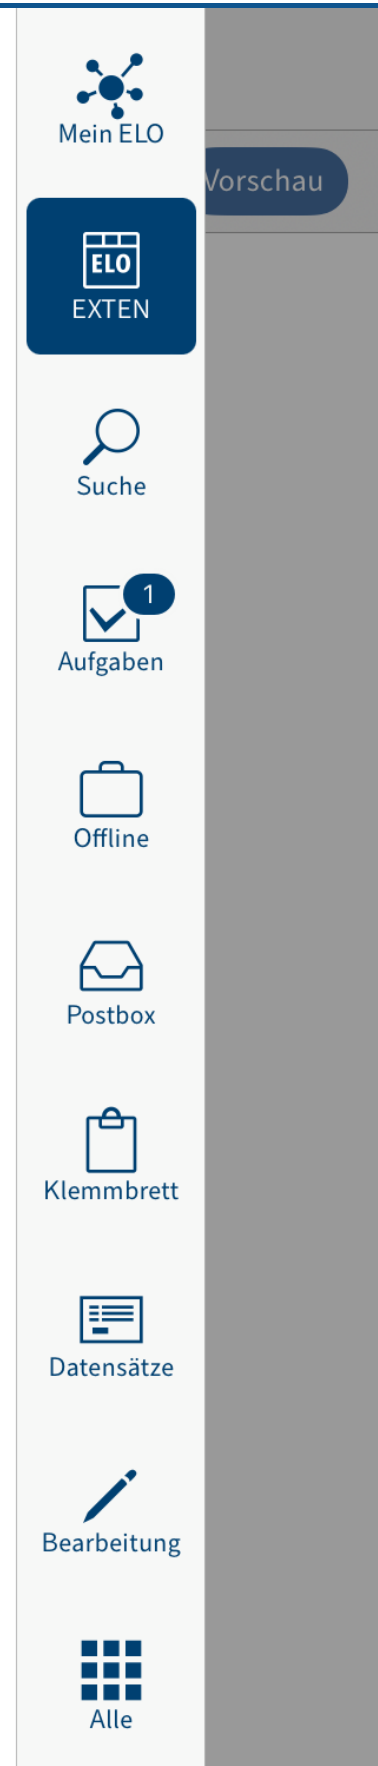 Mein ELO
Vorschau
ELO
EXTEN
Suche
1
Aufgaben
Offline
Postbox
Klemmbrett
Datensätze
Bearbeitung
Alle